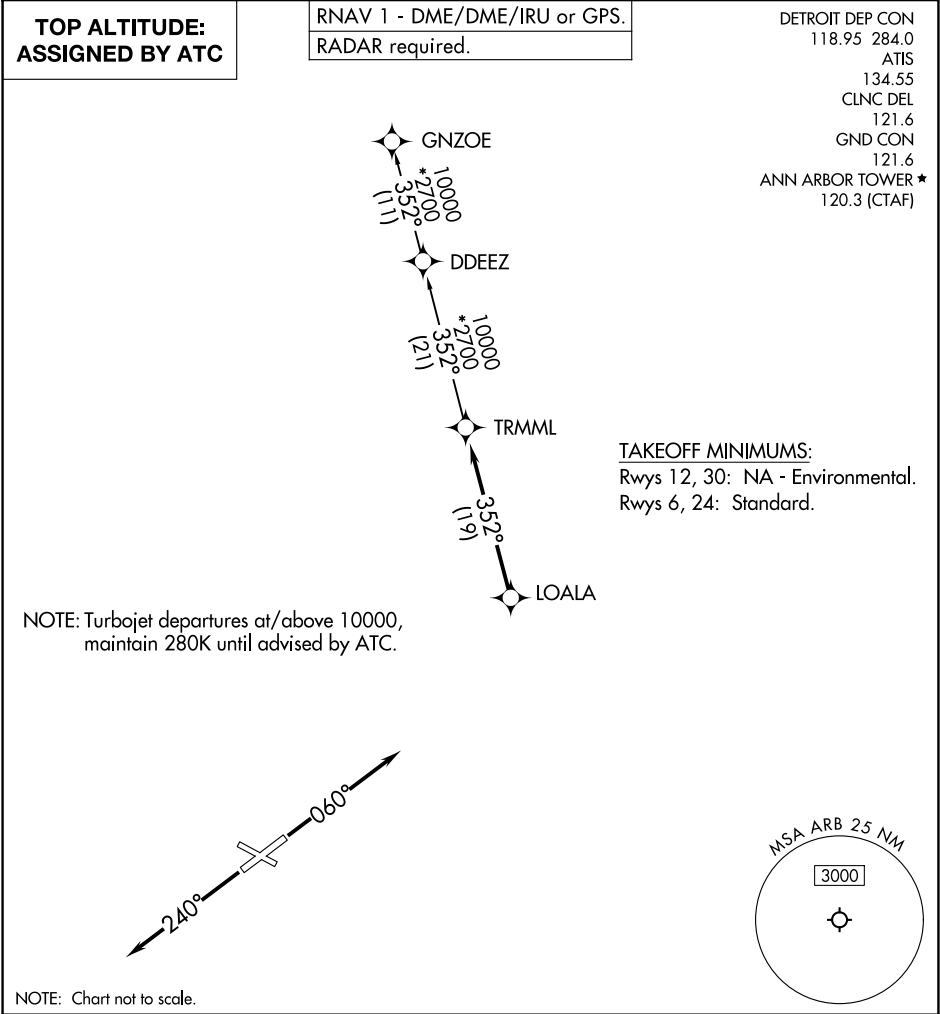 TOP ALTITUDE:
ASSIGNED BY ATC
RNAV 1 - DME/DME/IRU or GPS.
RADAR required.
DETROIT DEP CON
118.95 284.0
ATIS
134.55
CLNC DEL
121.6
GND CON
121.6
ANN ARBOR TOWER ★
120.3 (CTAF)
GNZOE
10000
*2700
352°
(11)
DDEEZ
10000
*2700
352°
(21)
TRMML
TAKEOFF MINIMUMS:
Rwys 12, 30: NA - Environmental.
Rwys 6, 24: Standard.
352°
(19)
LOALA
NOTE: Turbojet departures at/above 10000,
maintain 280K until advised by ATC.
060°
240°
MSA ARB 25 NM
3000
NOTE: Chart not to scale.